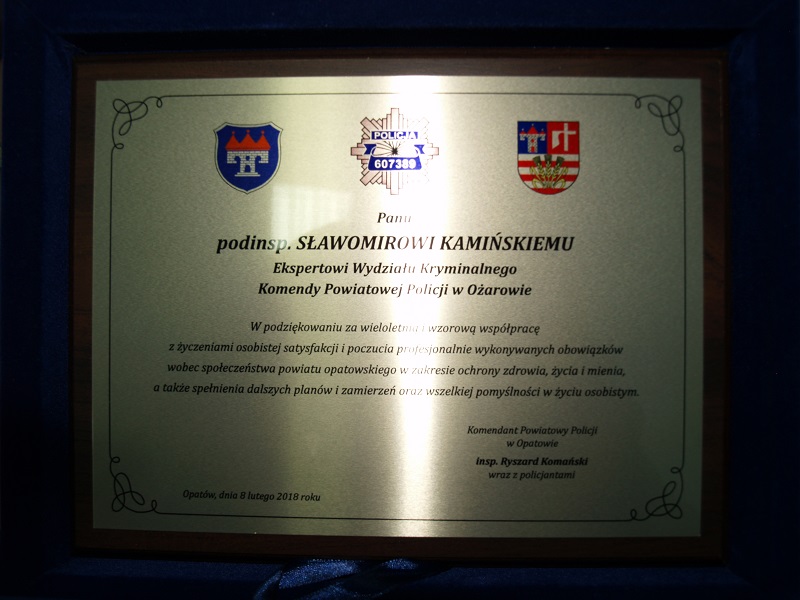 POLICJA
607389
Panu
podinsp. SŁAWOMIROWI KAMIŃSKIEMU
Ekspertowi Wydziału Kryminalnego
Komendy Powiatowej Policji w Ożarowie
W podziękowaniu za wieloletnią i wzorową współpracę
z życzeniami osobistej satysfakcji i poczucia profesjonalnie wykonywanych obowiązków
wobec społeczeństwa powiatu opatowskiego w zakresie ochrony zdrowia, życia i mienia,
a także spełnienia dalszych planów i zamierzeń oraz wszelkiej pomyślności w życiu osobistym.
Komendant Powiatowy Policji
w Opatowie
insp. Ryszard Komański
wraz z policjantami
Opatów, dnia 8 lutego 2018 roku